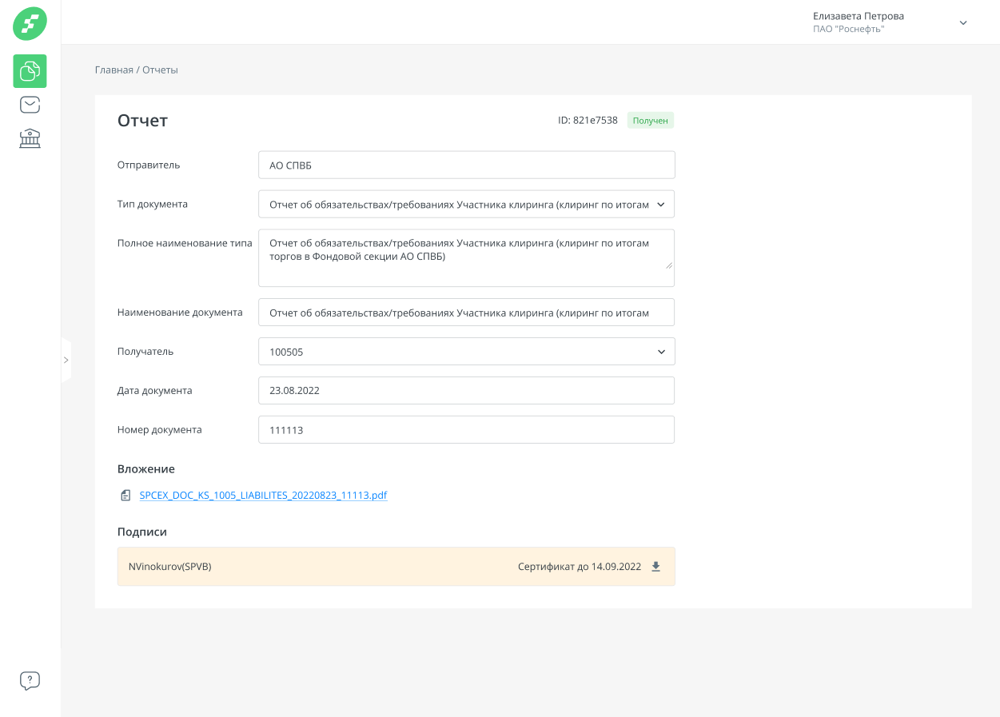 Елизавета Петрова
ПАО "Роснефть"
Главная / Отчеты
Отчет
ID: 821e7538
Получен
Отправитель
АО СПВБ
Тип документа
Отчет об обязательствах/требованиях Участника клиринга (клиринг по итогам
Полное наименование типа
Отчет об обязательствах/требованиях Участника клиринга (клиринг по итогам
торгов в Фондовой секции АО СПВБ)
Наименование документа
Отчет об обязательствах/требованиях Участника клиринга (клиринг по итогам
Получатель
100505
Дата документа
23.08.2022
Номер документа
111113
Вложение
SPCEX_DOC_KS_1005_LIABILITES_20220823_11113.pdf
Подписи
NVinokurov(SPVB)
Сертификат до 14.09.2022
?